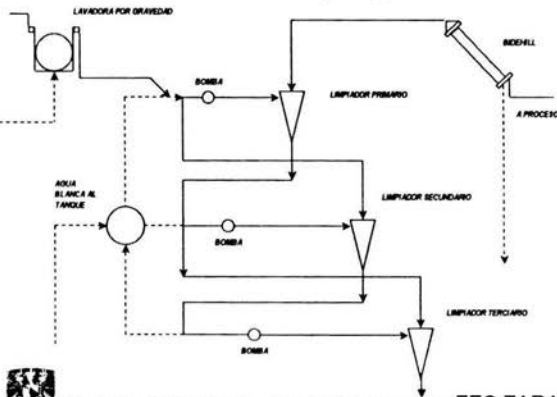 LAVADORA POR GRAVEDAD
SIDEHILL
BOMBA
LIMPIADOR PRIMARIO
A PROCESO
AGUA
BLANCA AL
TANQUE
LIMPIADOR SECUNDARIO
BOMBA
LIMPIADOR TERCIARIO
BOMBA